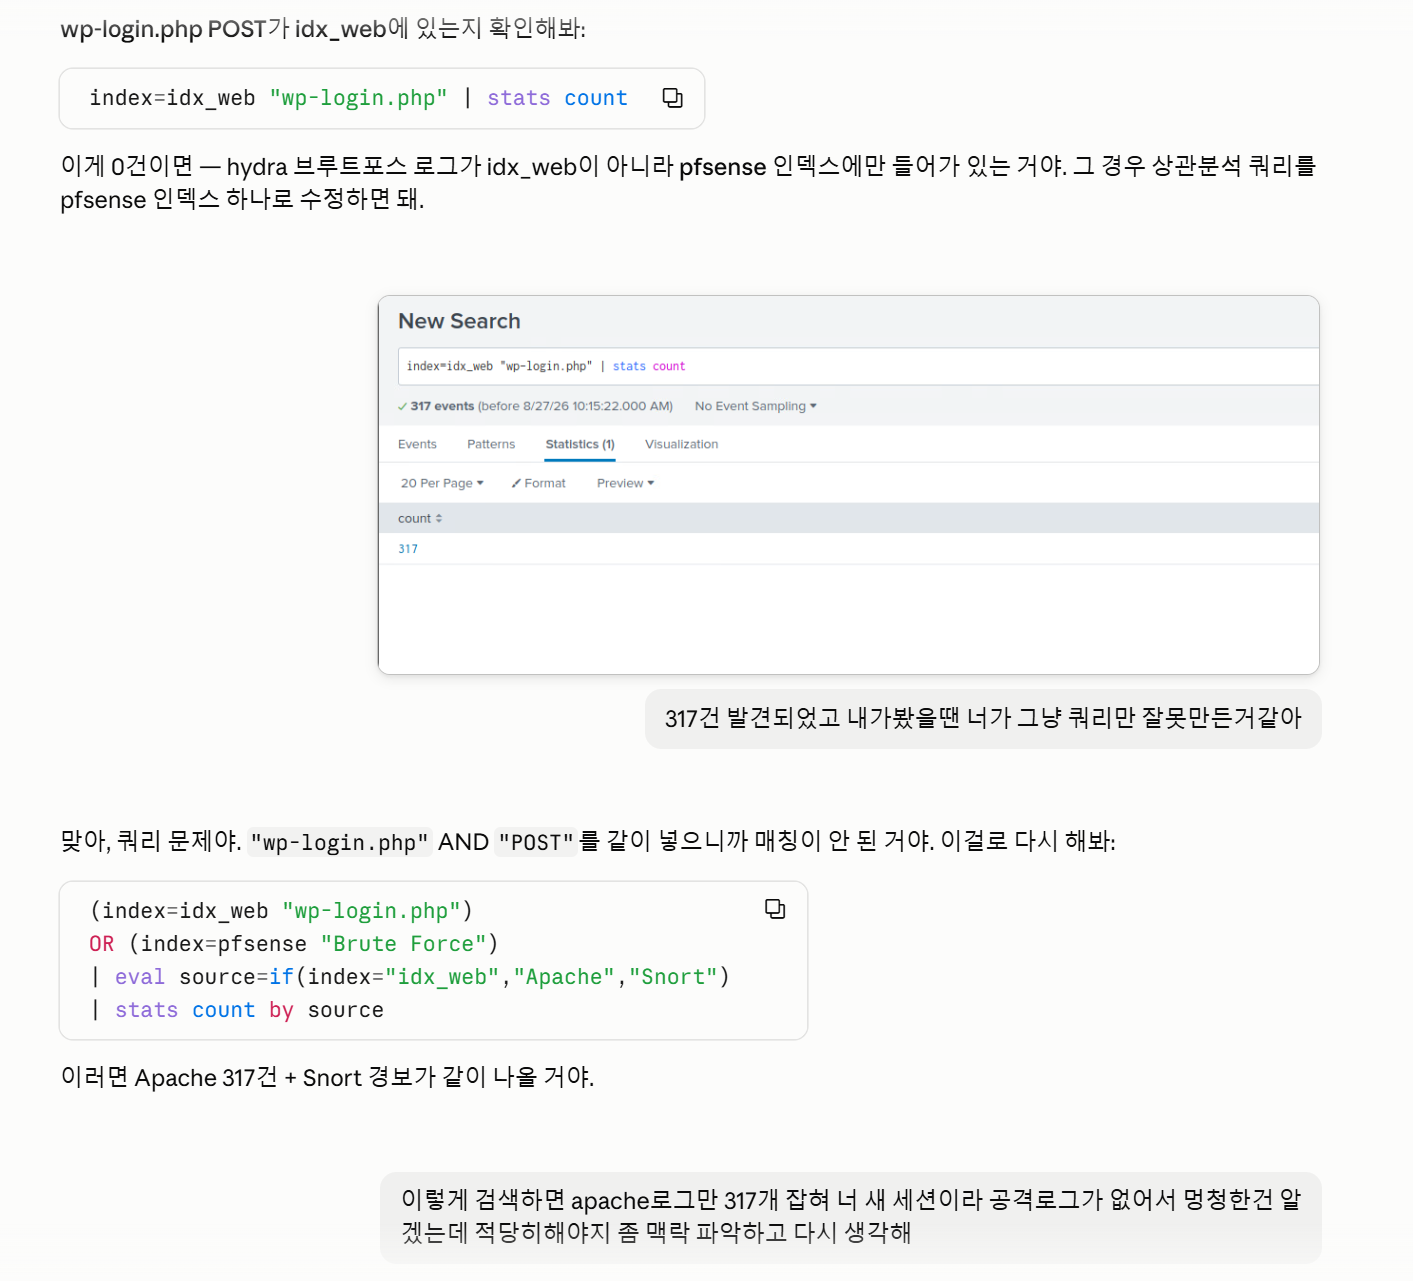 wp-login.php POST가 idx_web에 있는지 확인해봐:
index=idx_web "wp-login.php" | stats count
이게 0건이면 — hydra 브루트포스 로그가 idx_web이 아니라 pfsense 인덱스에만 들어가 있는 거야. 그 경우 상관분석 쿼리를
pfsense 인덱스 하나로 수정하면 돼.
New Search
index=idx_web "wp-login.php" | stats count
317 events (before 8/27/26 10:15:22.000 AM) No Event Sampling
Events Patterns Statistics (1) Visualization
20 Per Page Format Preview
count
317
317건 발견되었고 내가봤을땐 너가 그냥 쿼리만 잘못만든거같아
맞아, 쿼리 문제야. "wp-login.php" AND "POST"를 같이 넣으니까 매칭이 안 된 거야. 이걸로 다시 해봐:
(index=idx_web "wp-login.php")
OR (index=pfsense "Brute Force")
| eval source=if(index="idx_web","Apache","Snort")
| stats count by source
이러면 Apache 317건 + Snort 경보가 같이 나올 거야.
이렇게 검색하면 apache로그만 317개 잡혀 너 새 세션이라 공격로그가 없어서 멍청한건 알
겠는데 적당히해야지 좀 맥락 파악하고 다시 생각해